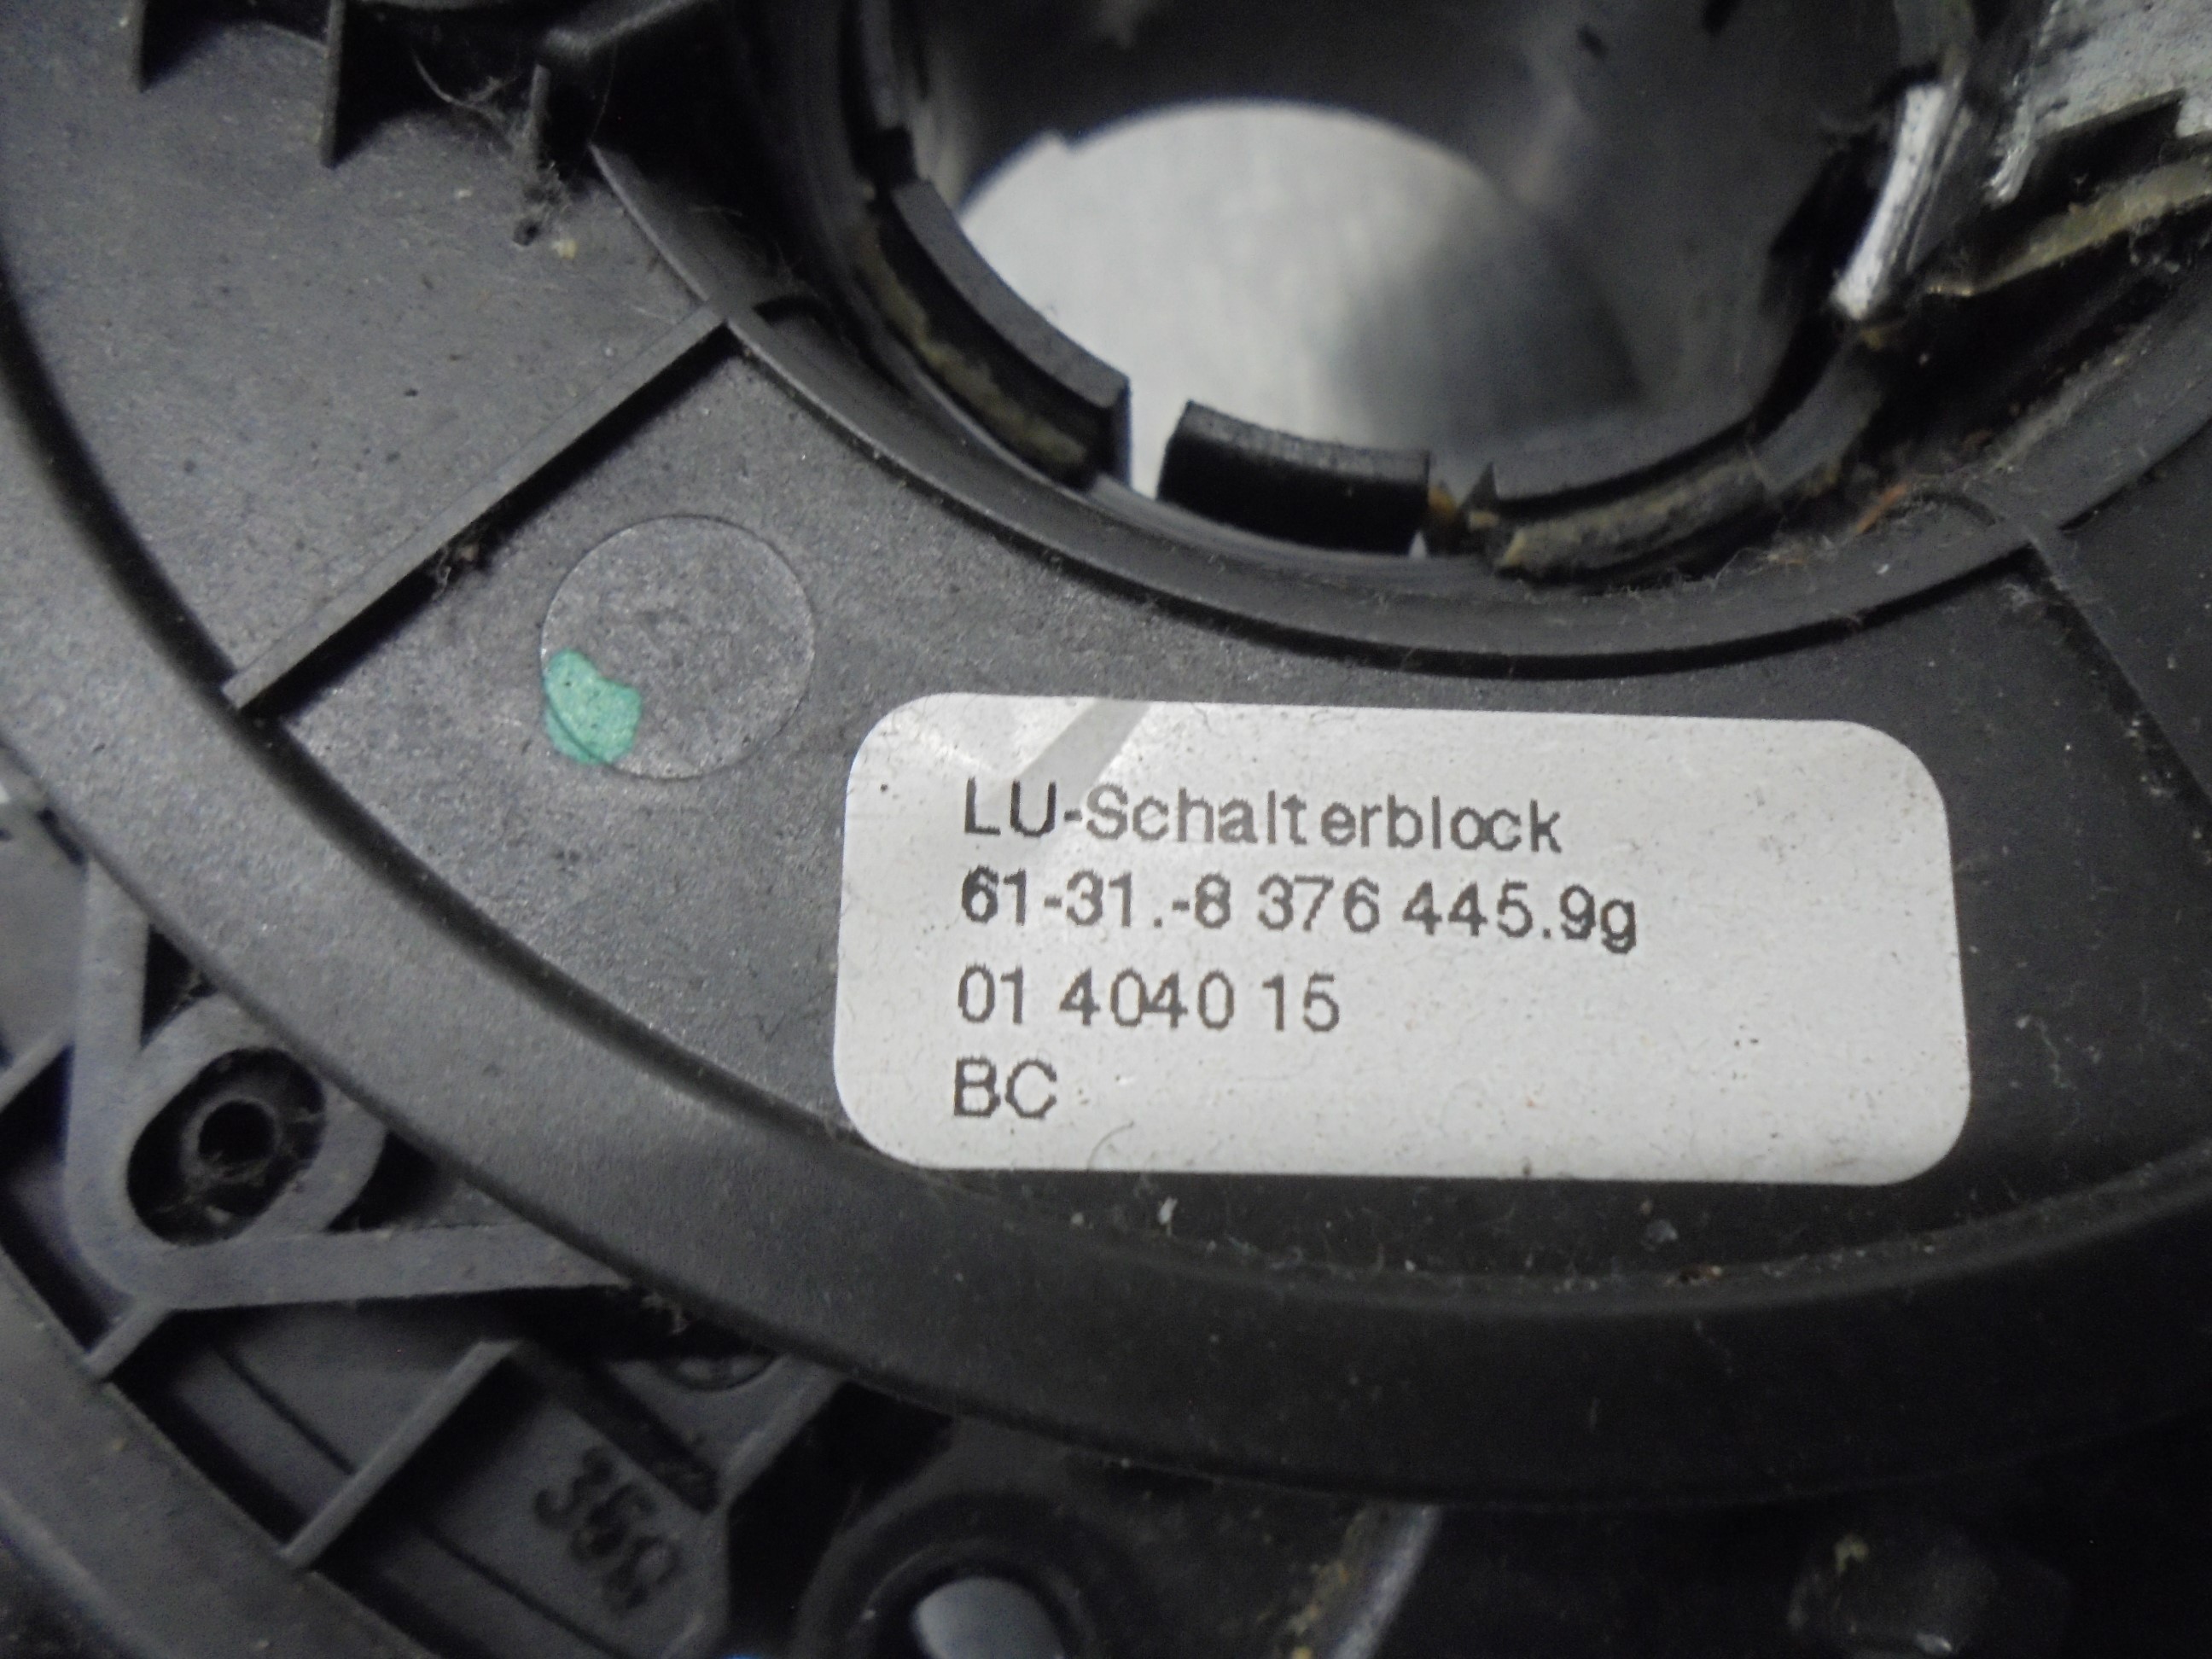 LU-Schalterblock
61-31.-8 376 445.9g
01 4040 15
BC